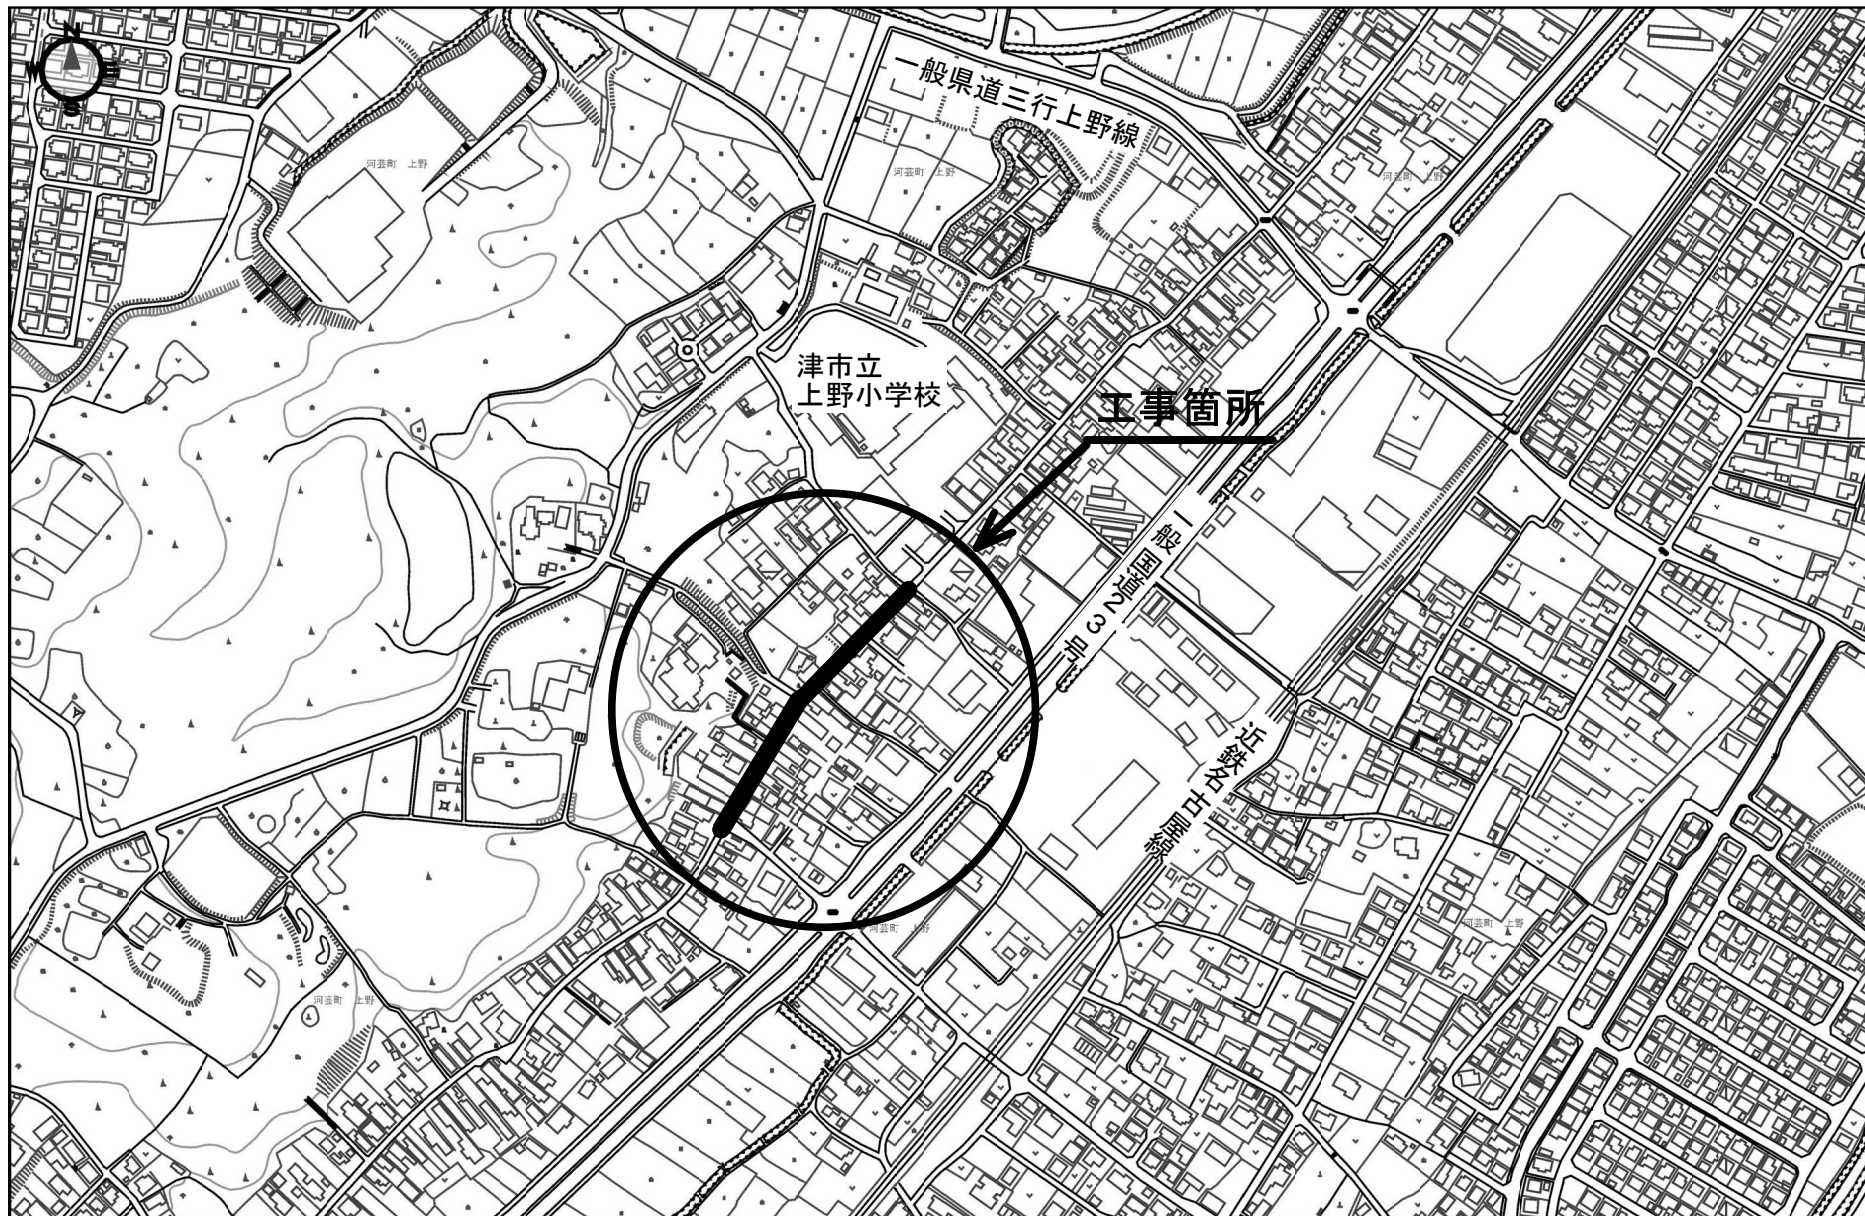 N
W
E
S
一般県道三行上野線
河芸町　上野
河芸町　上野
河芸町　上野
津市立
上野小学校
工事箇所
一般国道23号
近鉄名古屋線
河芸町　上野
河芸町　上野
河芸町　上野